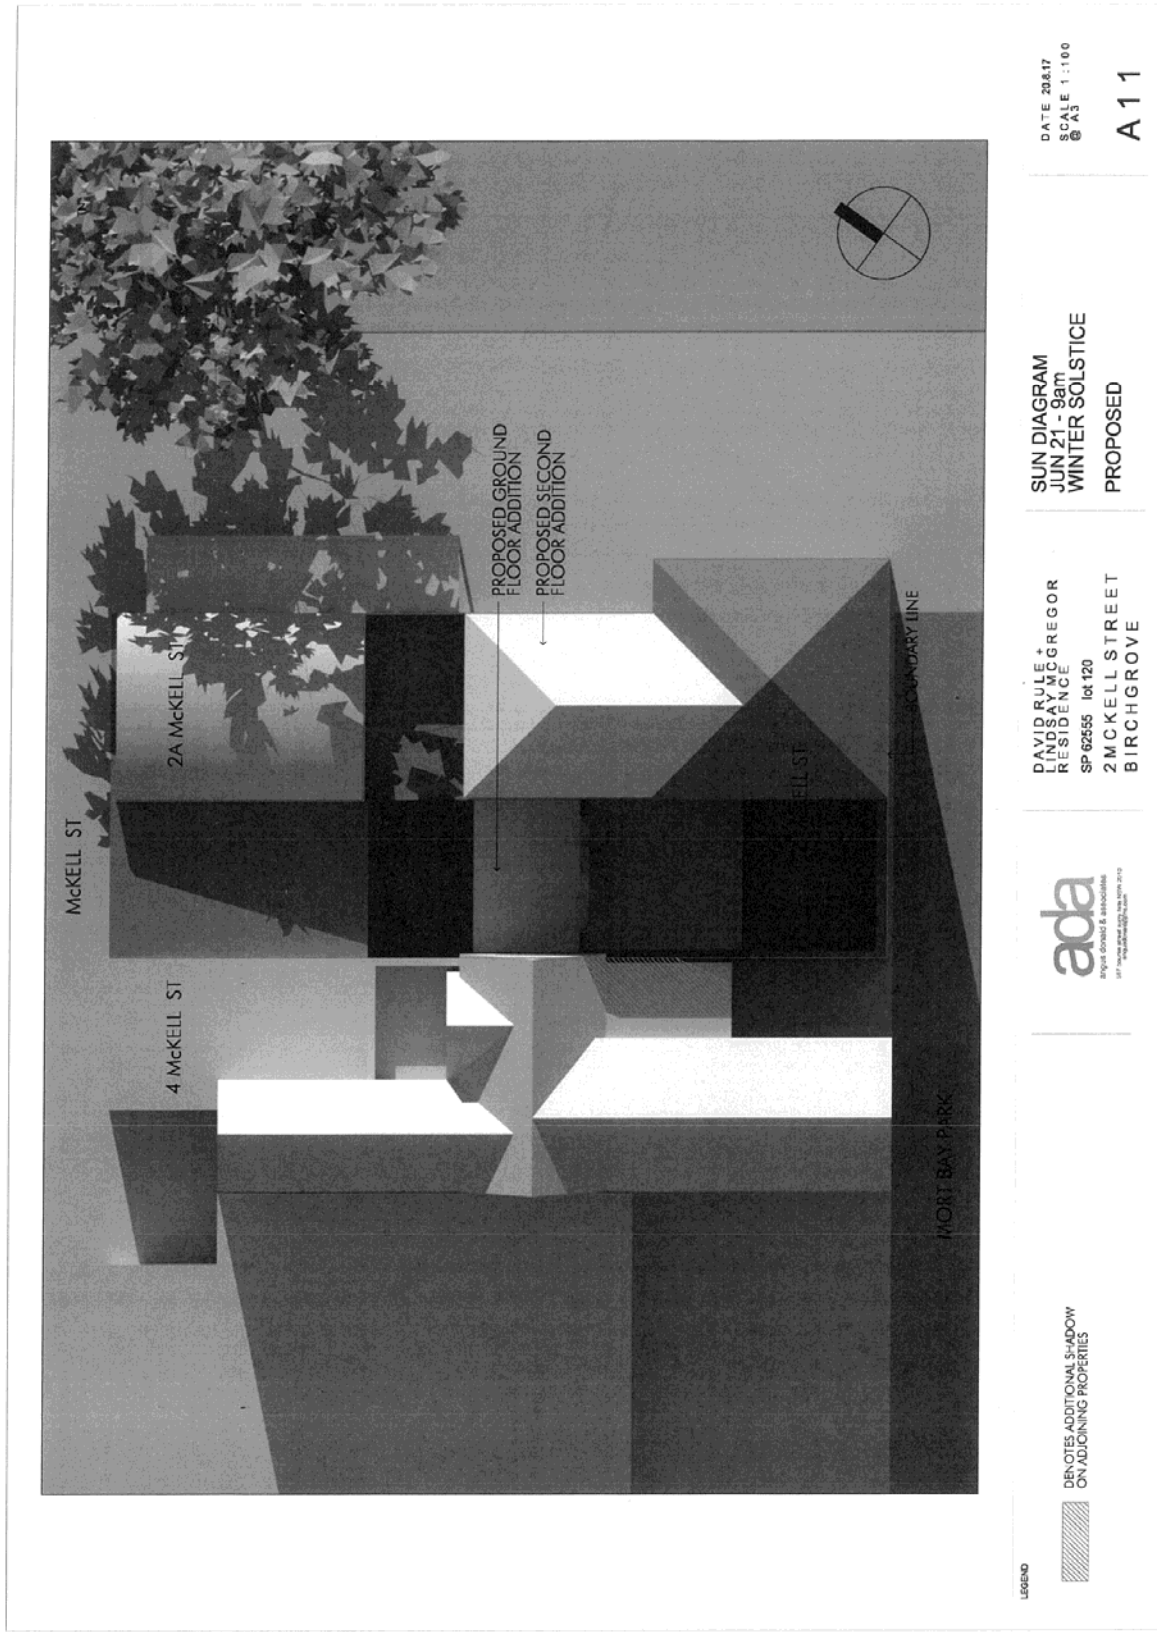 McKELL ST
4 McKELL ST
2A McKELL ST
PROPOSED GROUND
FLOOR ADDITION
PROPOSED SECOND
FLOOR ADDITION
ELL ST
BOUNDARY LINE
MORT BAY PARK
LEGEND
DENOTES ADDITIONAL SHADOW
ON ADJOINING PROPERTIES
ada
angus donald & associates
DAVID RULE +
LINDSAY MCGREGOR
RESIDENCE
SP 62555 lot 120
2 MCKELL STREET
BIRCHGROVE
SUN DIAGRAM
JUN 21 - 9am
WINTER SOLSTICE
PROPOSED
DATE 20.8.17
SCALE 1:100
@ A3
A11